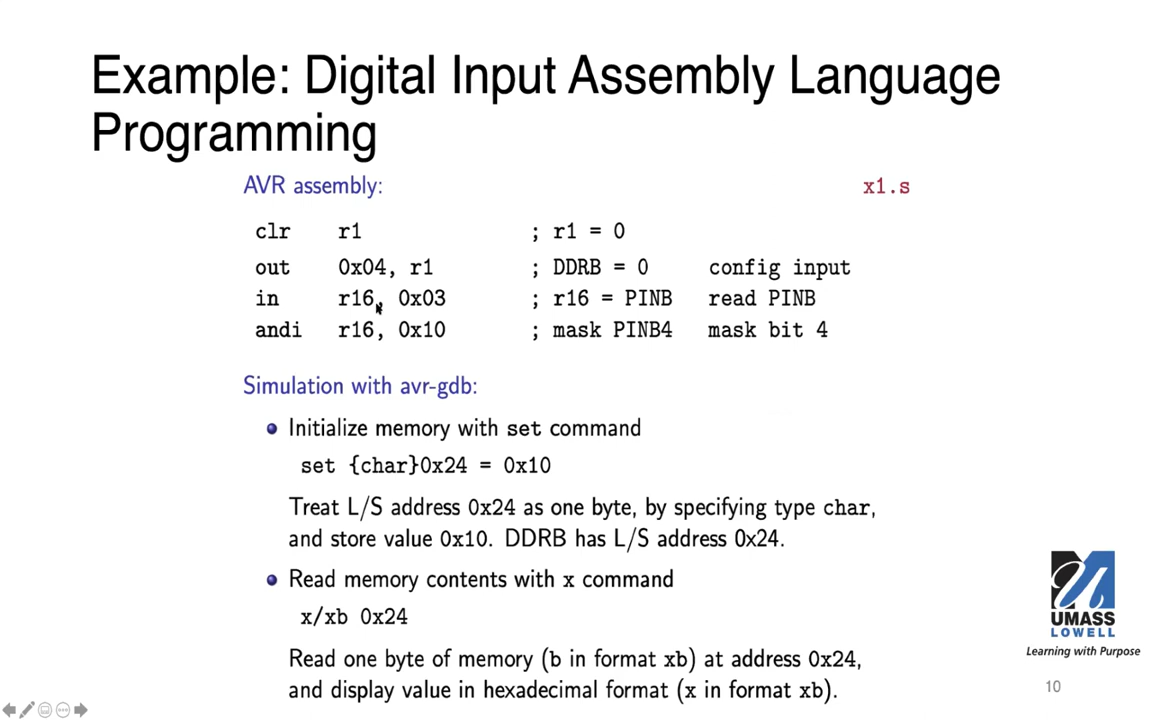 Example: Digital Input Assembly Language
Programming
AVR assembly: x1.s
clr r1 ; r1 = 0
out 0x04, r1 ; DDRB = 0 config input
in r16, 0x03 ; r16 = PINB read PINB
andi r16, 0x10 ; mask PINB4 mask bit 4
Simulation with avr-gdb:
Initialize memory with set command
set {char}0x24 = 0x10
Treat L/S address 0x24 as one byte, by specifying type char,
and store value 0x10. DDRB has L/S address 0x24.
Read memory contents with x command
x/xb 0x24
Read one byte of memory (b in format xb) at address 0x24,
and display value in hexadecimal format (x in format xb).
UMASS
LOWELL
Learning with Purpose
10